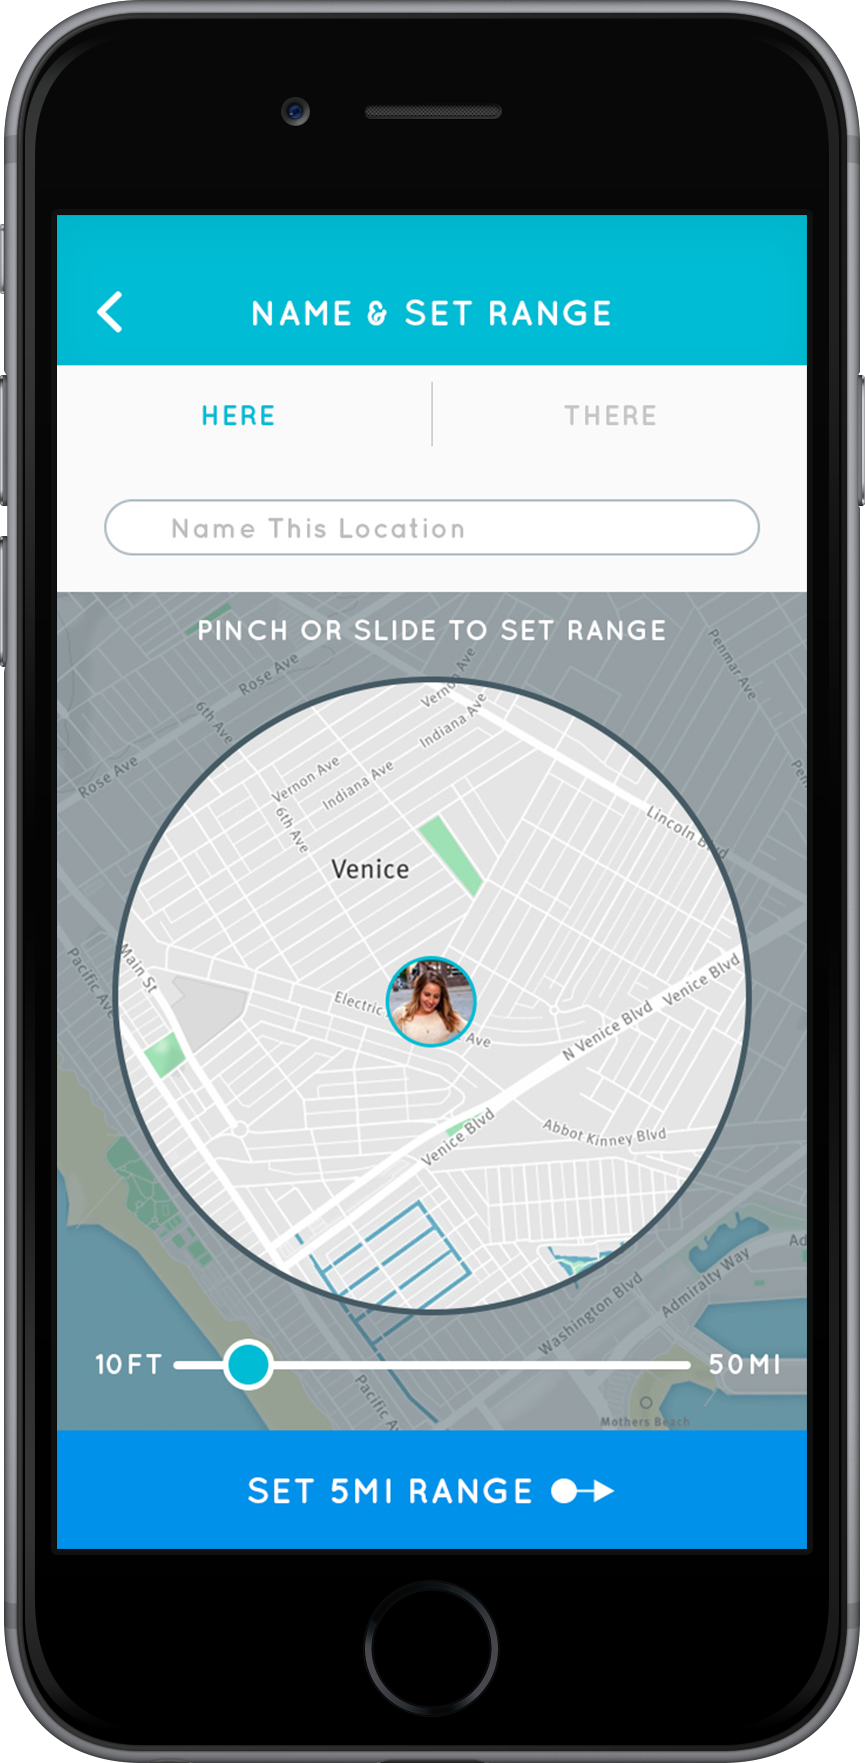 NAME & SET RANGE
HERE
THERE
Name This Location
PINCH OR SLIDE TO SET RANGE
Penmar Ave
Rose Ave
Vernon Ave
6th Ave
Indiana Ave
Rose Ave
Vernon Ave
Indiana Ave
6th Ave
Lincoln Blvd
Venice
Main St
Pacific Ave
Electric Ave
Venice Blvd
N Venice Blvd
Venice Blvd
Abbot Kinney Blvd
Admiralty Way
Washington Blvd
10FT
50MI
Pacific Av
Mothers Beach
SET 5MI RANGE